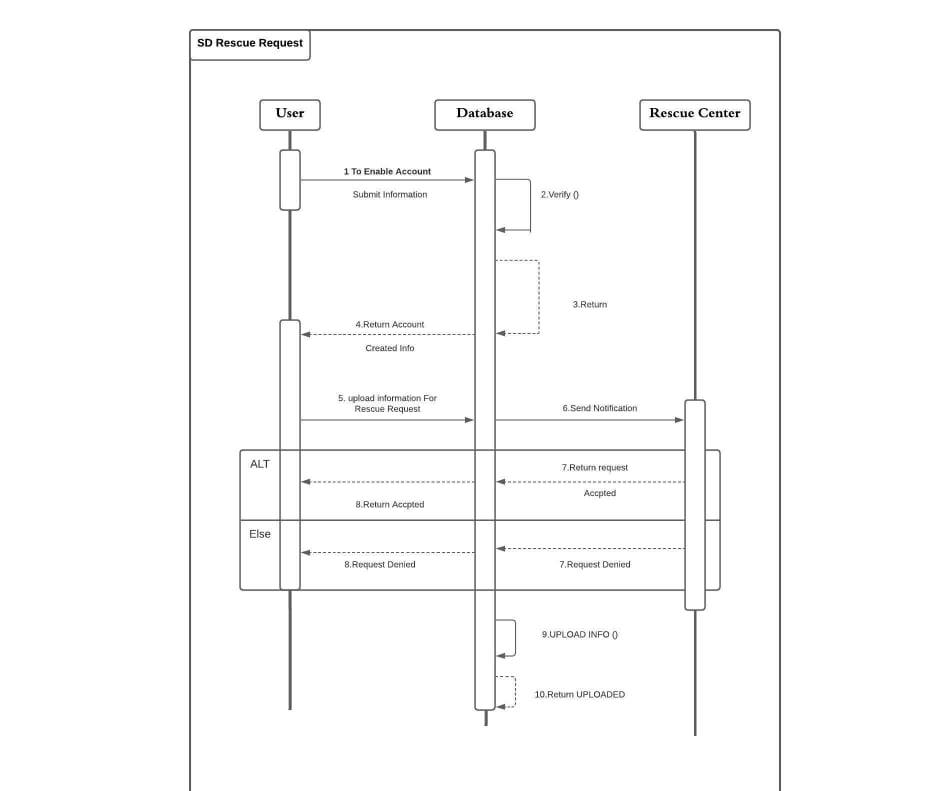 SD Rescue Request
User
Database
Rescue Center
1 To Enable Account
Submit Information
2.Verify ()
3.Return
4.Return Account
Created Info
5. upload information For
Rescue Request
6.Send Notification
ALT
7.Return request
Accpted
8.Return Accpted
Else
8.Request Denied
7.Request Denied
9.UPLOAD INFO ()
10.Return UPLOADED